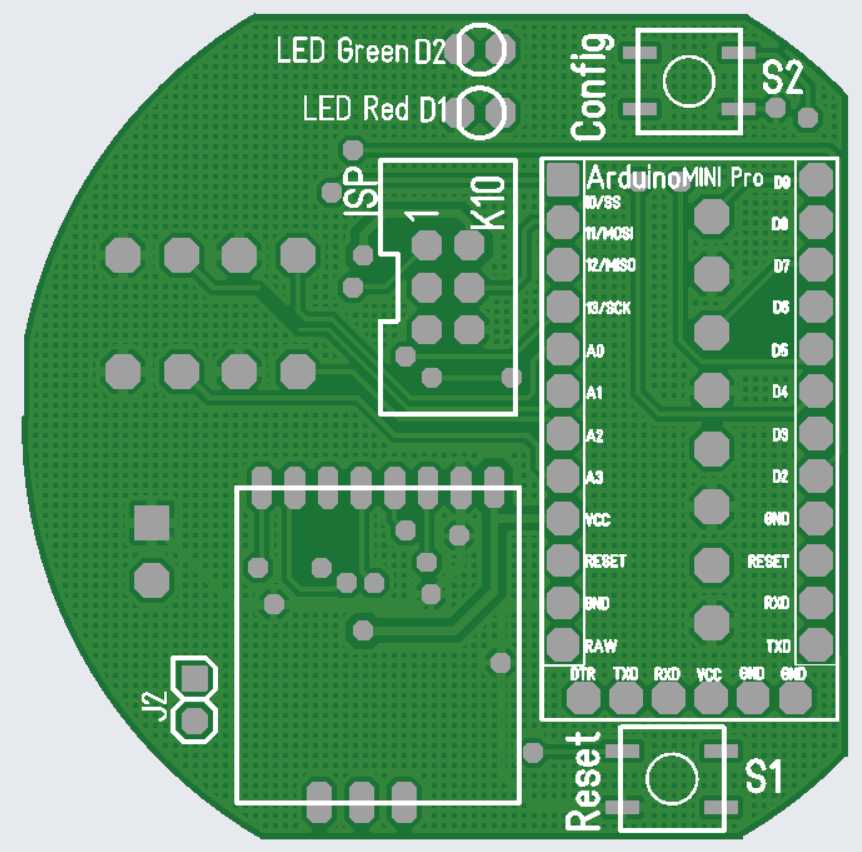 LED Green D2
LED Red D1
Config
S2
ISP
1
K10
ArduinoMINI Pro
10/SS
11/MOSI
12/MISO
13/SCK
A0
A1
A2
A3
VCC
RESET
GND
RAW
D9
D8
D7
D6
D5
D4
D3
D2
GND
RESET
RXD
TXD
DTR TXD RXD VCC GND GND
J2
Reset
S1